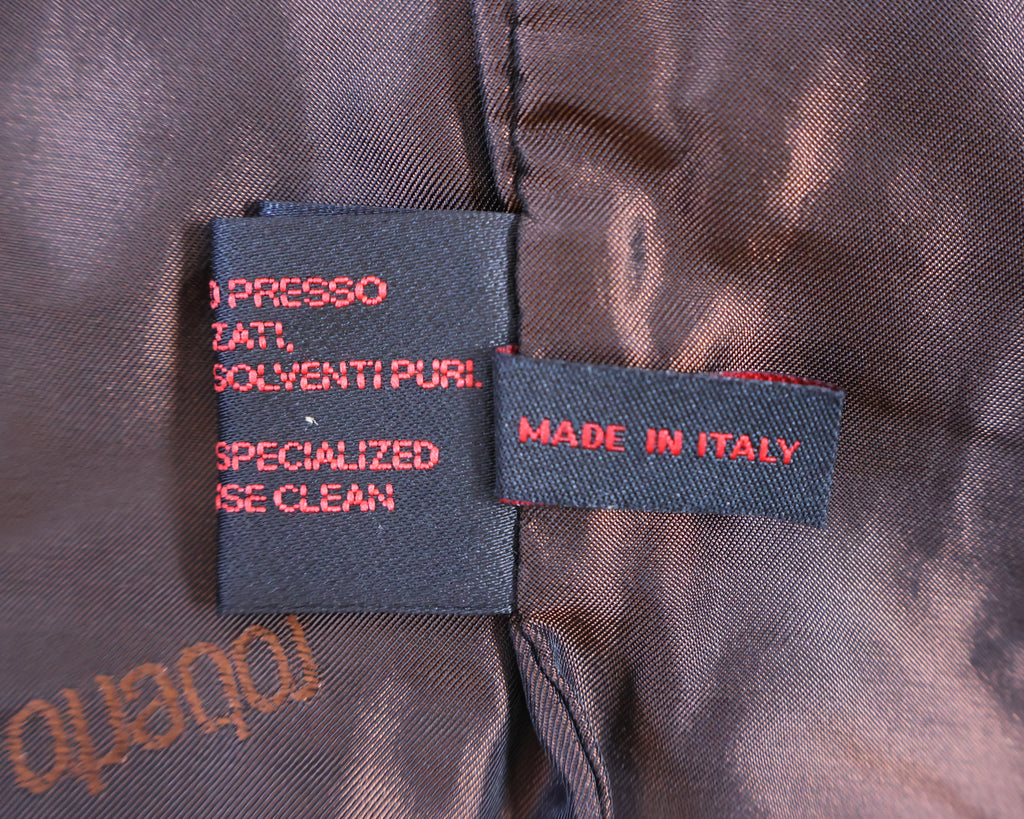 PRESSO
ZATI,
SOLVENTI PURI.
SPECIALIZED
SE CLEAN
MADE IN ITALY
roberto